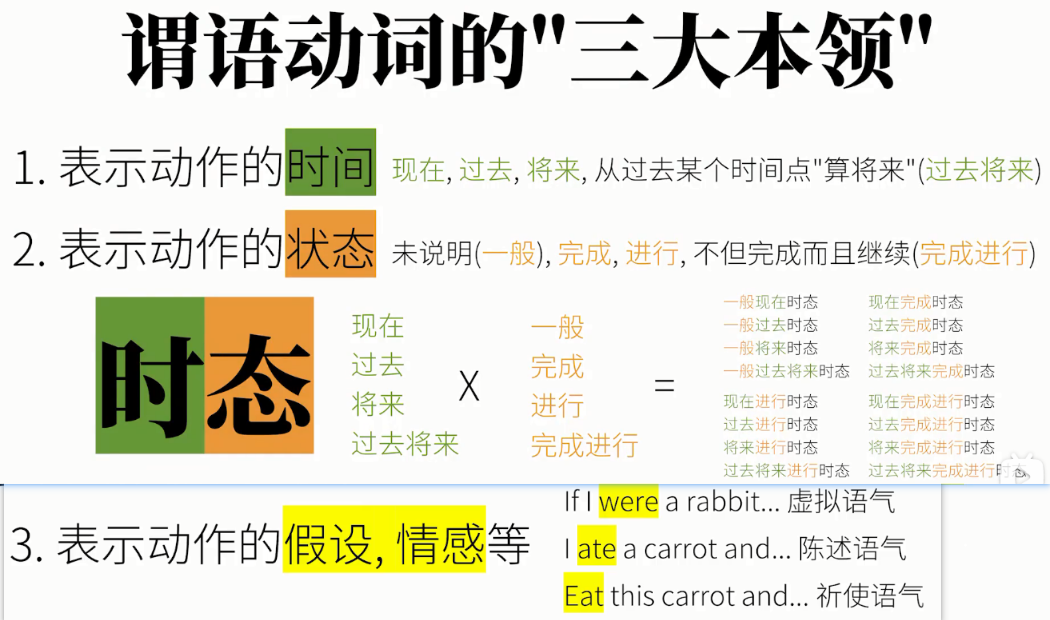 谓语动词的"三大本领"
1. 表示动作的时间 现在, 过去, 将来, 从过去某个时间点"算将来"(过去将来)
2. 表示动作的状态 未说明(一般), 完成, 进行, 不但完成而且继续(完成进行)
时态
现在
过去
将来
过去将来
X
一般
完成
进行
完成进行
=
一般现在时态
一般过去时态
一般将来时态
一般过去将来时态
现在完成时态
过去完成时态
将来完成时态
过去将来完成时态
现在进行时态
过去进行时态
将来进行时态
过去将来进行时态
现在完成进行时态
过去完成进行时态
将来完成进行时态
过去将来完成进行时态
3. 表示动作的假设, 情感等
If I were a rabbit... 虚拟语气
I ate a carrot and... 陈述语气
Eat this carrot and... 祈使语气